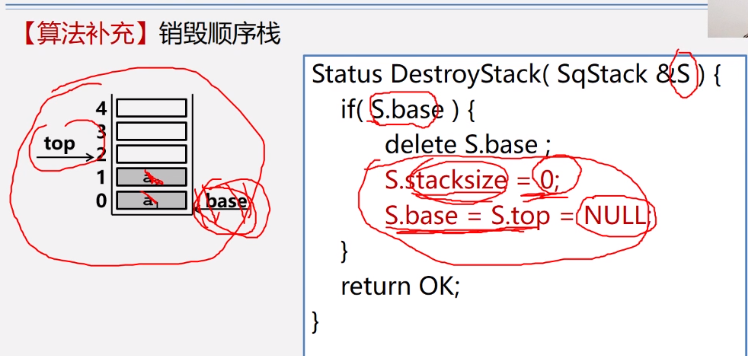 【算法补充】销毁顺序栈
4
3
top
2
1
0
base
Status DestroyStack( SqStack &S ) {
if( S.base ) {
delete S.base ;
S.stacksize = 0;
S.base = S.top = NULL;
}
return OK;
}